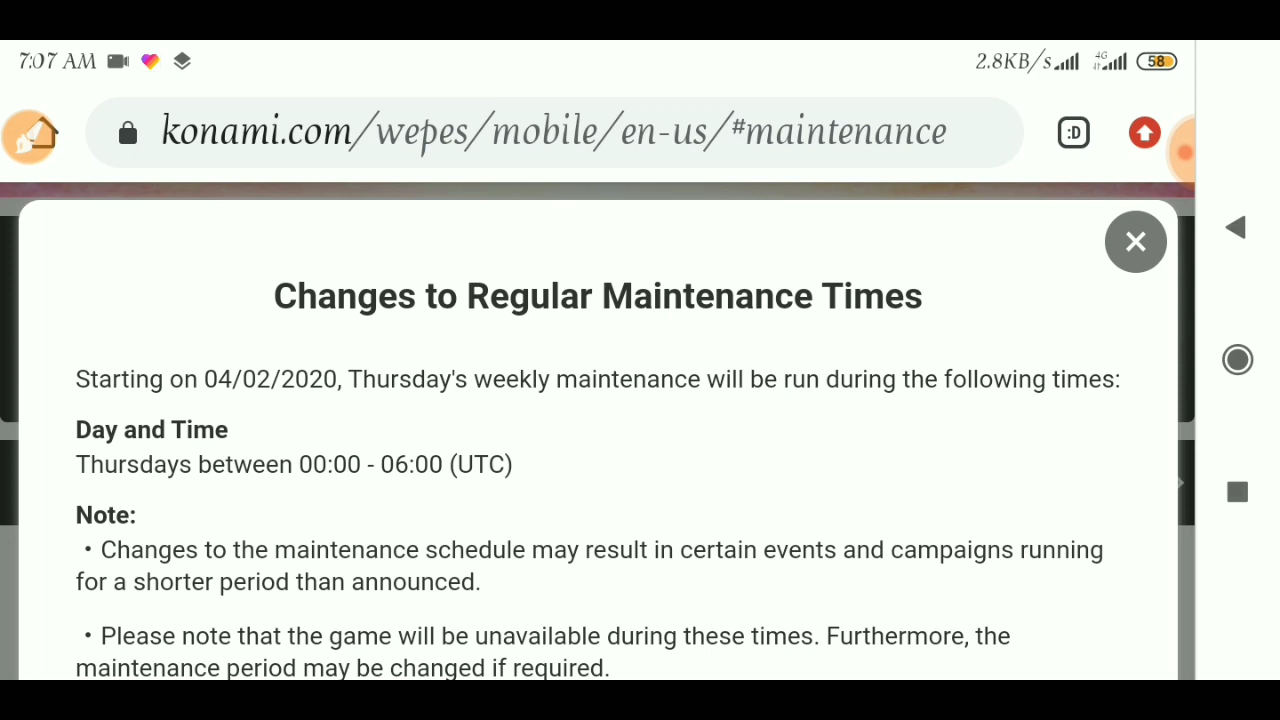 7:07 AM 2.8KB/s 4G 58
konami.com/wepes/mobile/en-us/#maintenance :D
Changes to Regular Maintenance Times
Starting on 04/02/2020, Thursday's weekly maintenance will be run during the following times:
Day and Time
Thursdays between 00:00 - 06:00 (UTC)
Note:
・Changes to the maintenance schedule may result in certain events and campaigns running
for a shorter period than announced.
・Please note that the game will be unavailable during these times. Furthermore, the
maintenance period may be changed if required.